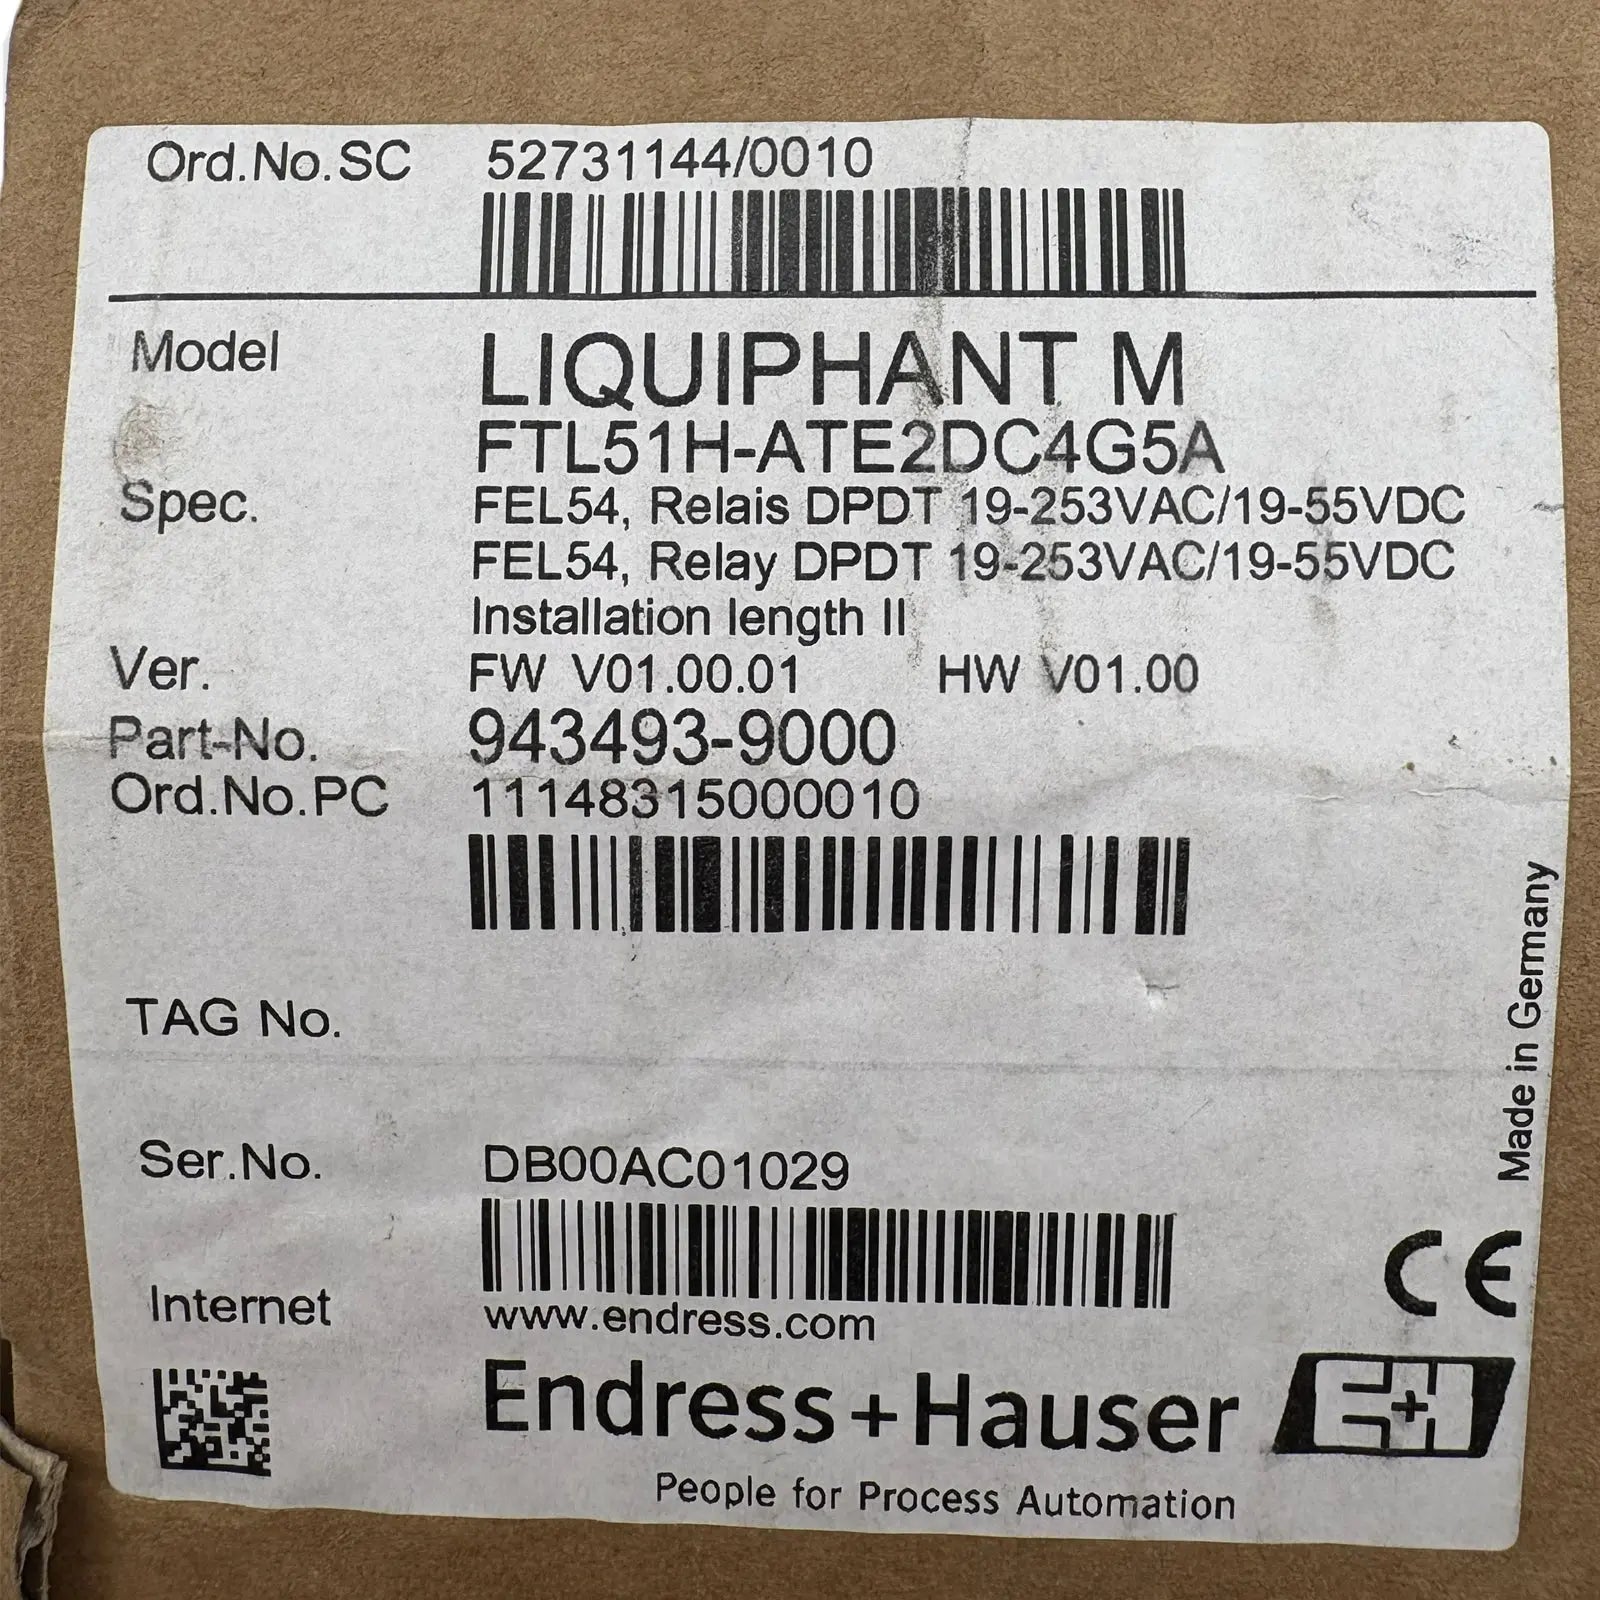 Ord.No.SC 52731144/0010
Model LIQUIPHANT M
FTL51H-ATE2DC4G5A
Spec. FEL54, Relais DPDT 19-253VAC/19-55VDC
FEL54, Relay DPDT 19-253VAC/19-55VDC
Installation length II
Ver. FW V01.00.01 HW V01.00
Part-No. 943493-9000
Ord.No.PC 11148315000010
TAG No.
Made in Germany
Ser.No. DB00AC01029
CE
Internet www.endress.com
Endress+Hauser E+H
People for Process Automation